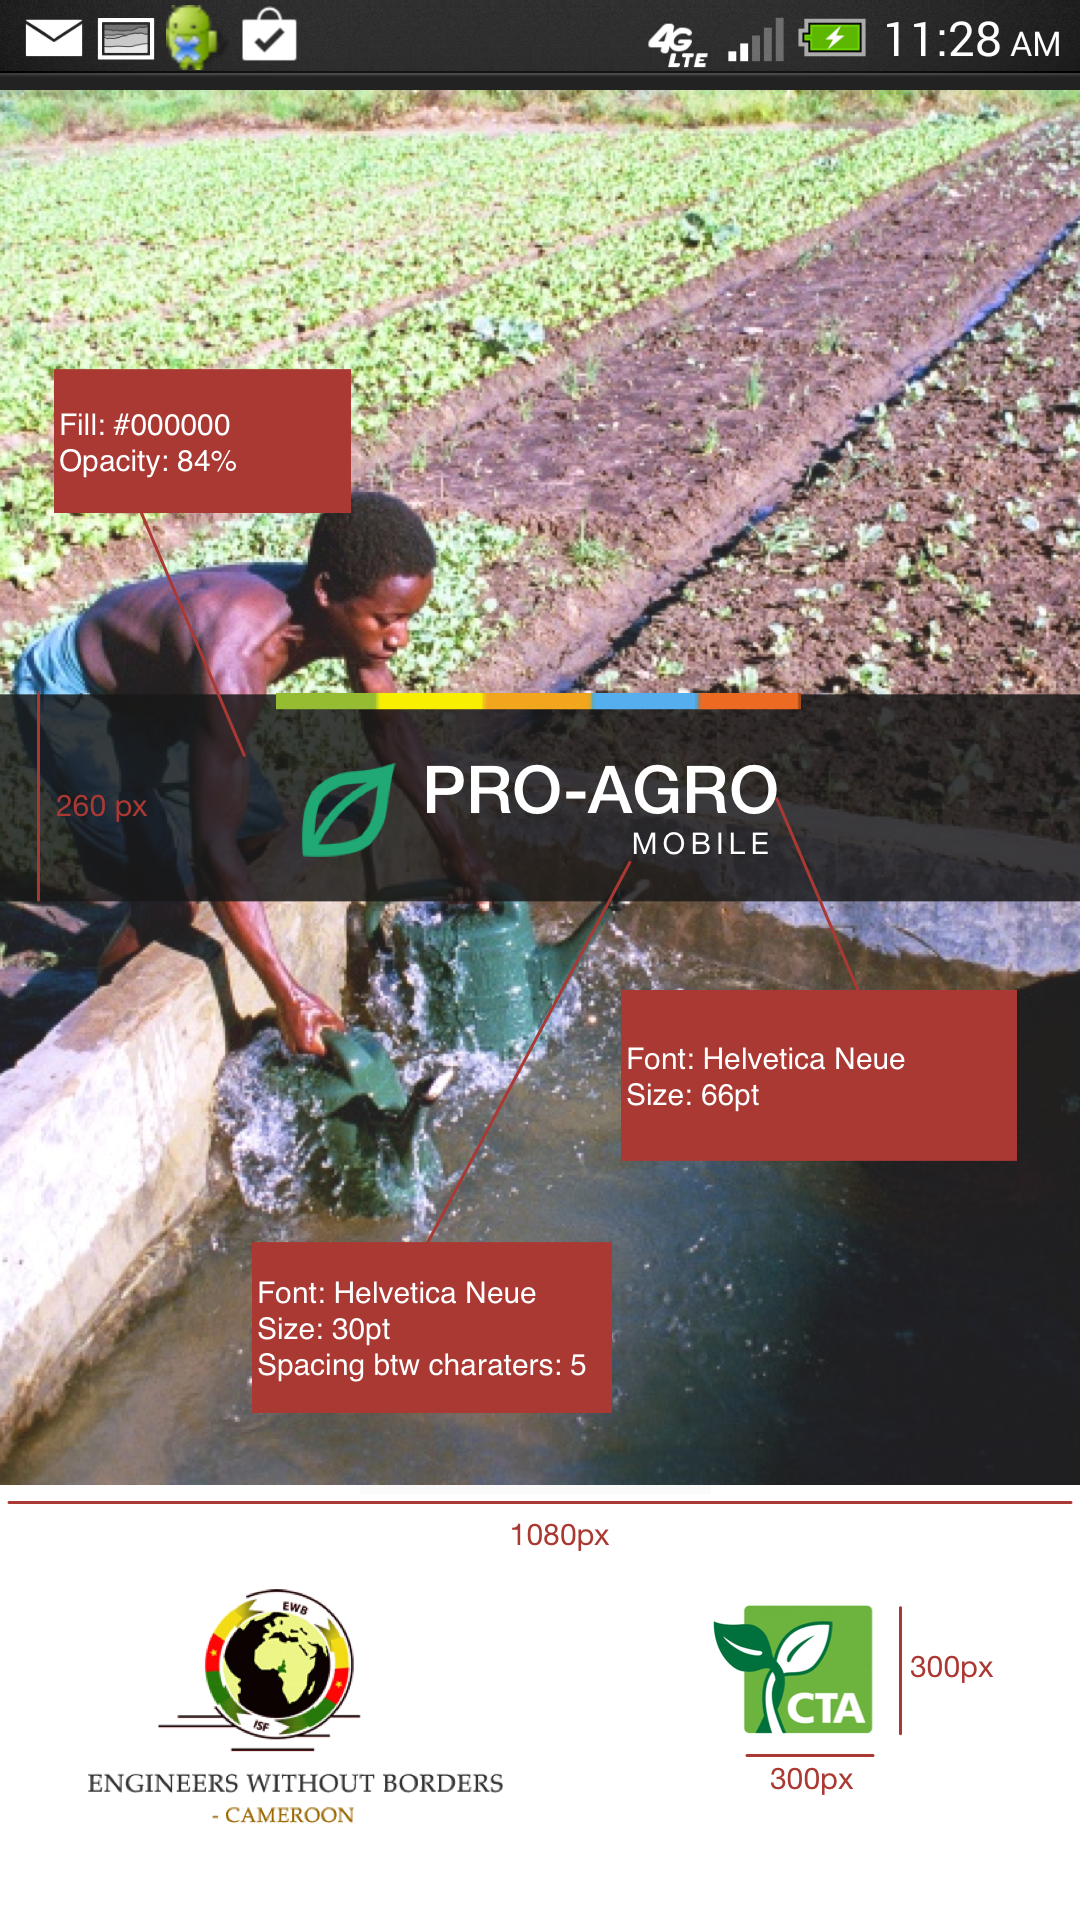 4G LTE 11:28 AM
Fill: #000000
Opacity: 84%
260 px
PRO-AGRO
MOBILE
Font: Helvetica Neue
Size: 66pt
Font: Helvetica Neue
Size: 30pt
Spacing btw charaters: 5
1080px
EWB
ISF
ENGINEERS WITHOUT BORDERS
- CAMEROON
CTA
300px
300px